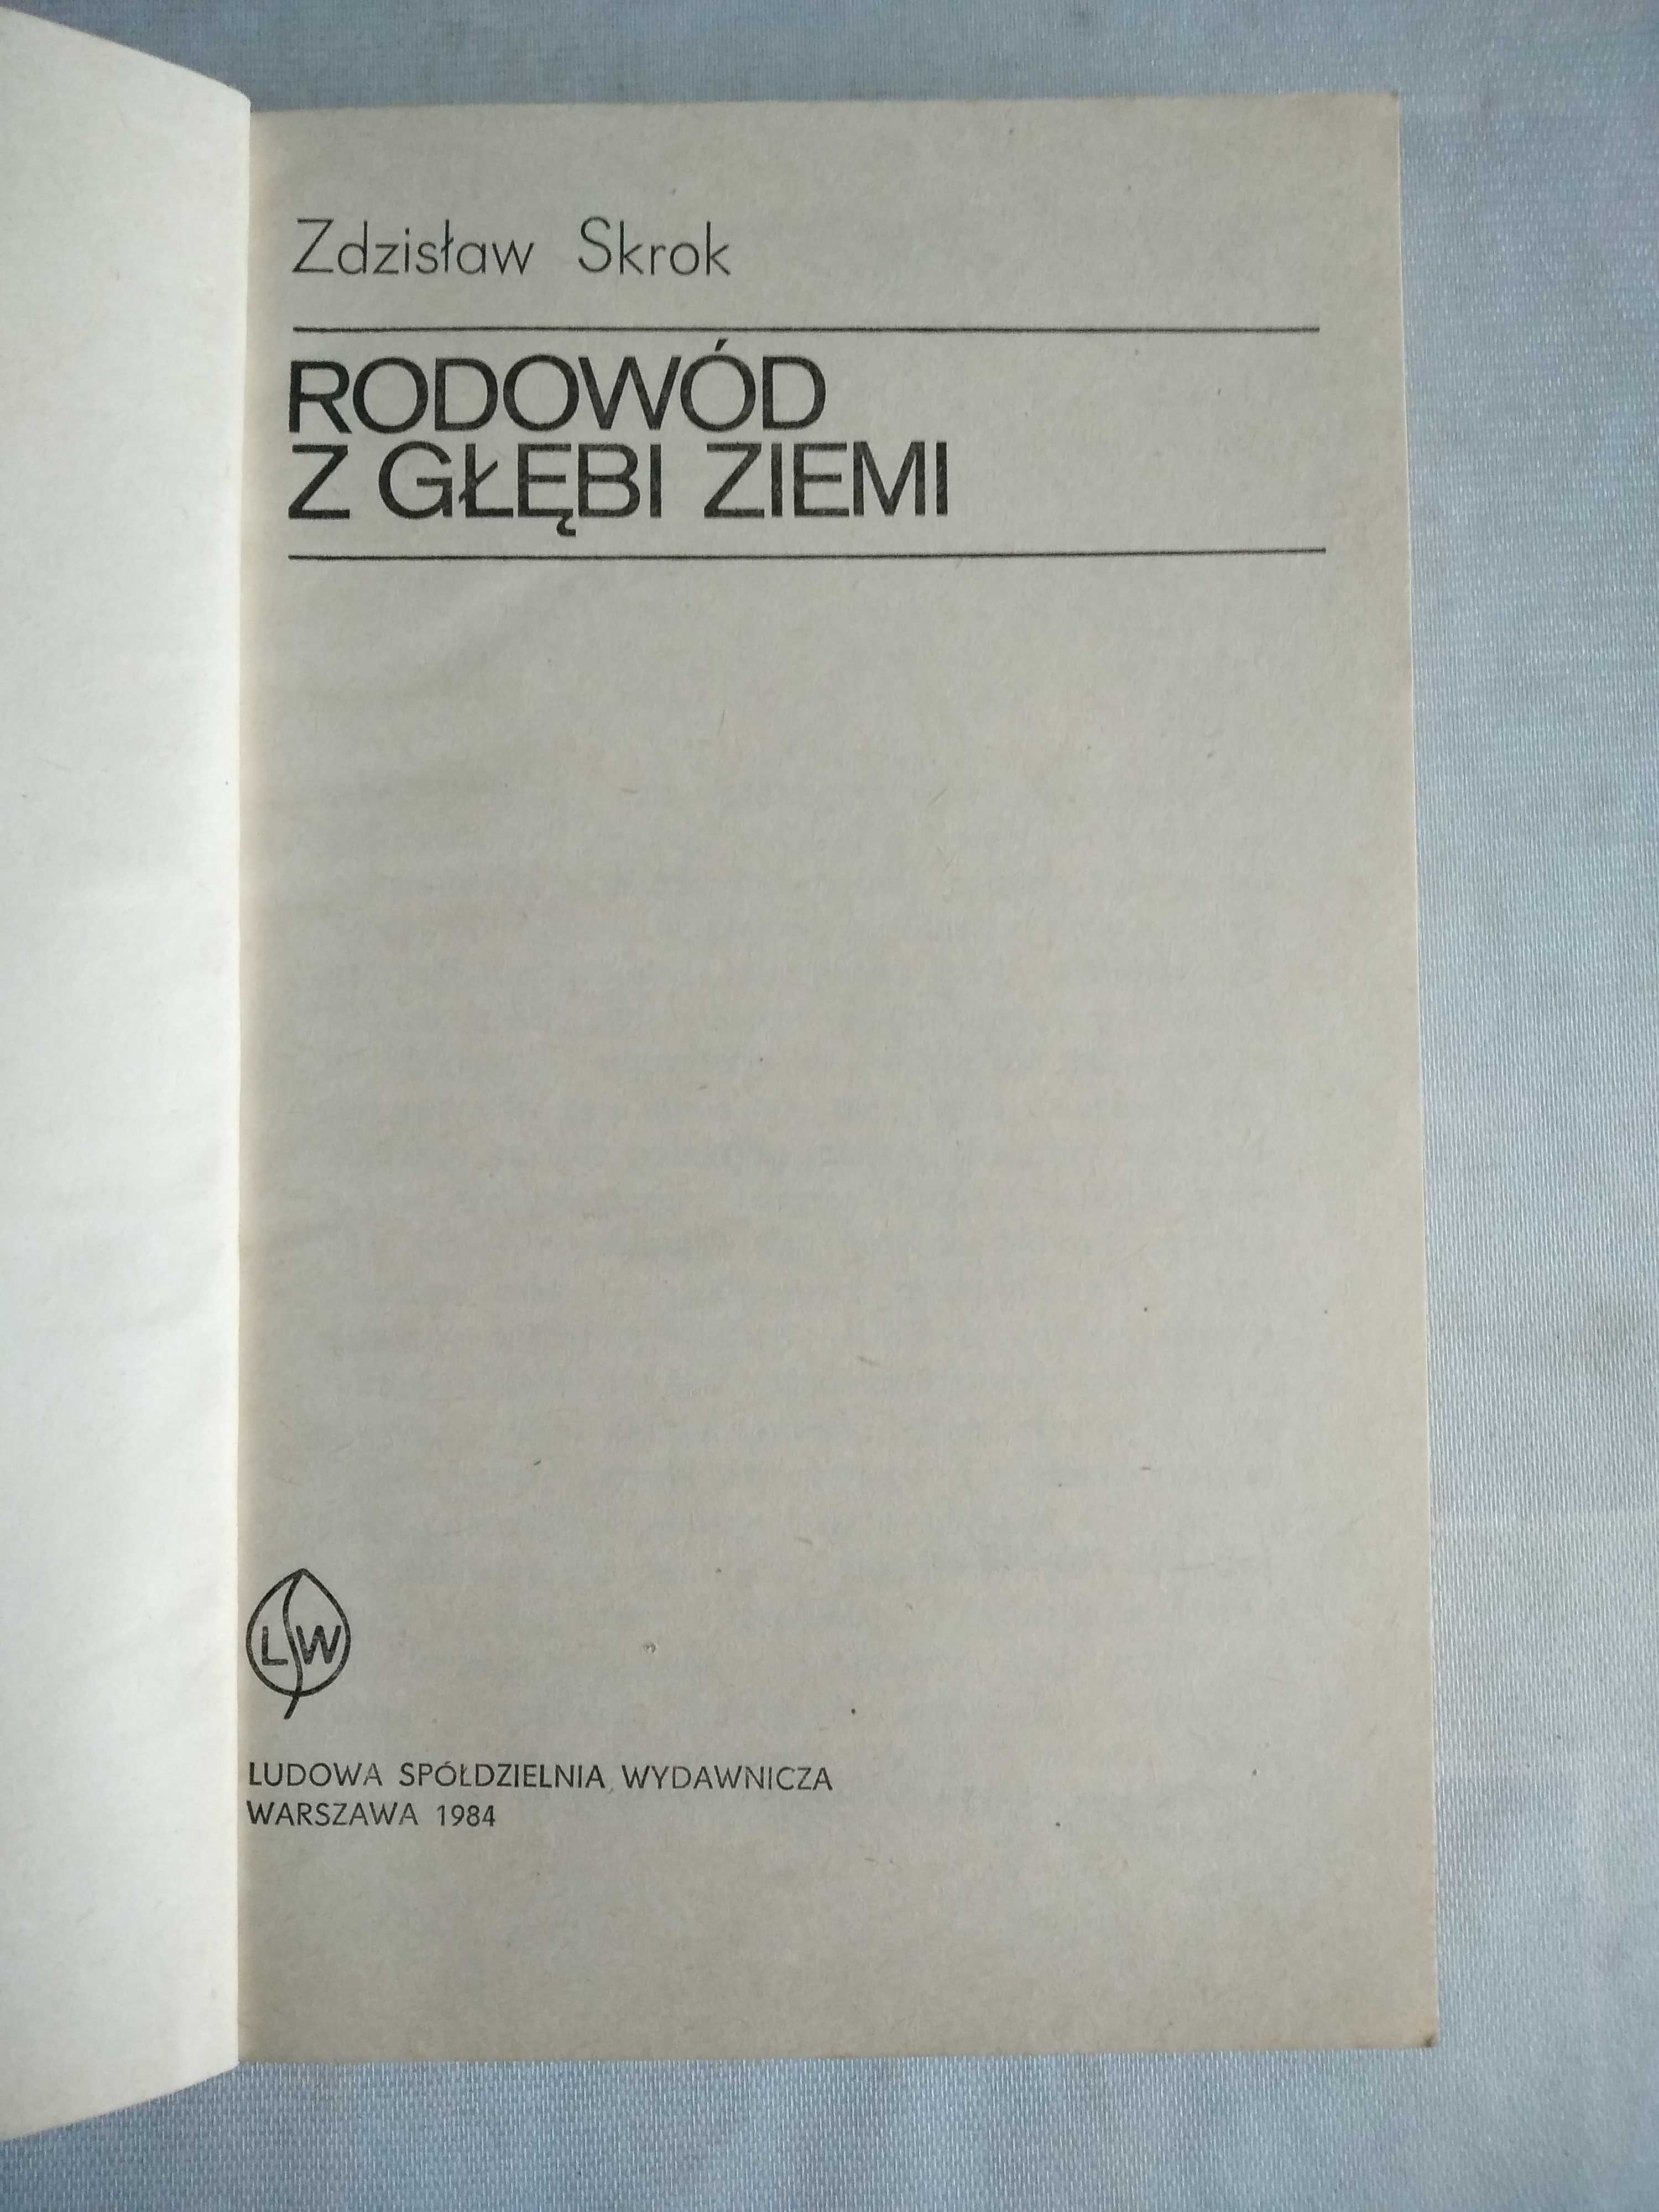 Zdzisław Skrok
RODOWÓD
Z GŁĘBI ZIEMI
LSW
LUDOWA SPÓŁDZIELNIA WYDAWNICZA
WARSZAWA 1984